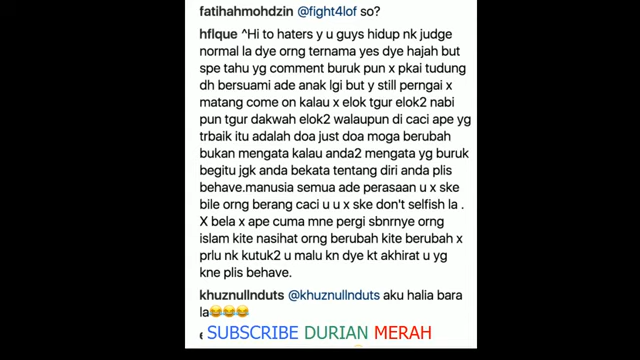 fatihahmohdzin @fight4lof so?
hflque ^Hi to haters y u guys hidup nk judge
normal la dye orng ternama yes dye hajah but
spe tahu yg comment buruk pun x pkai tudung
dh bersuami ade anak lgi but y still perngai x
matang come on kalau x elok tgur elok2 nabi
pun tgur dakwah elok2 walaupun di caci ape yg
trbaik itu adalah doa just doa moga berubah
bukan mengata kalau anda2 mengata yg buruk
begitu jgk anda bekata tentang diri anda plis
behave.manusia semua ade perasaan u x ske
bile orng berang caci u u x ske don't selfish la .
X bela x ape cuma mne pergi sbnrnye orng
islam kite nasihat orng berubah kite berubah x
prlu nk kutuk2 u malu kn dye kt akhirat u yg
kne plis behave.
khuznullnduts @khuznullnduts aku halia bara
la😂😂😂
SUBSCRIBE DURIAN MERAH